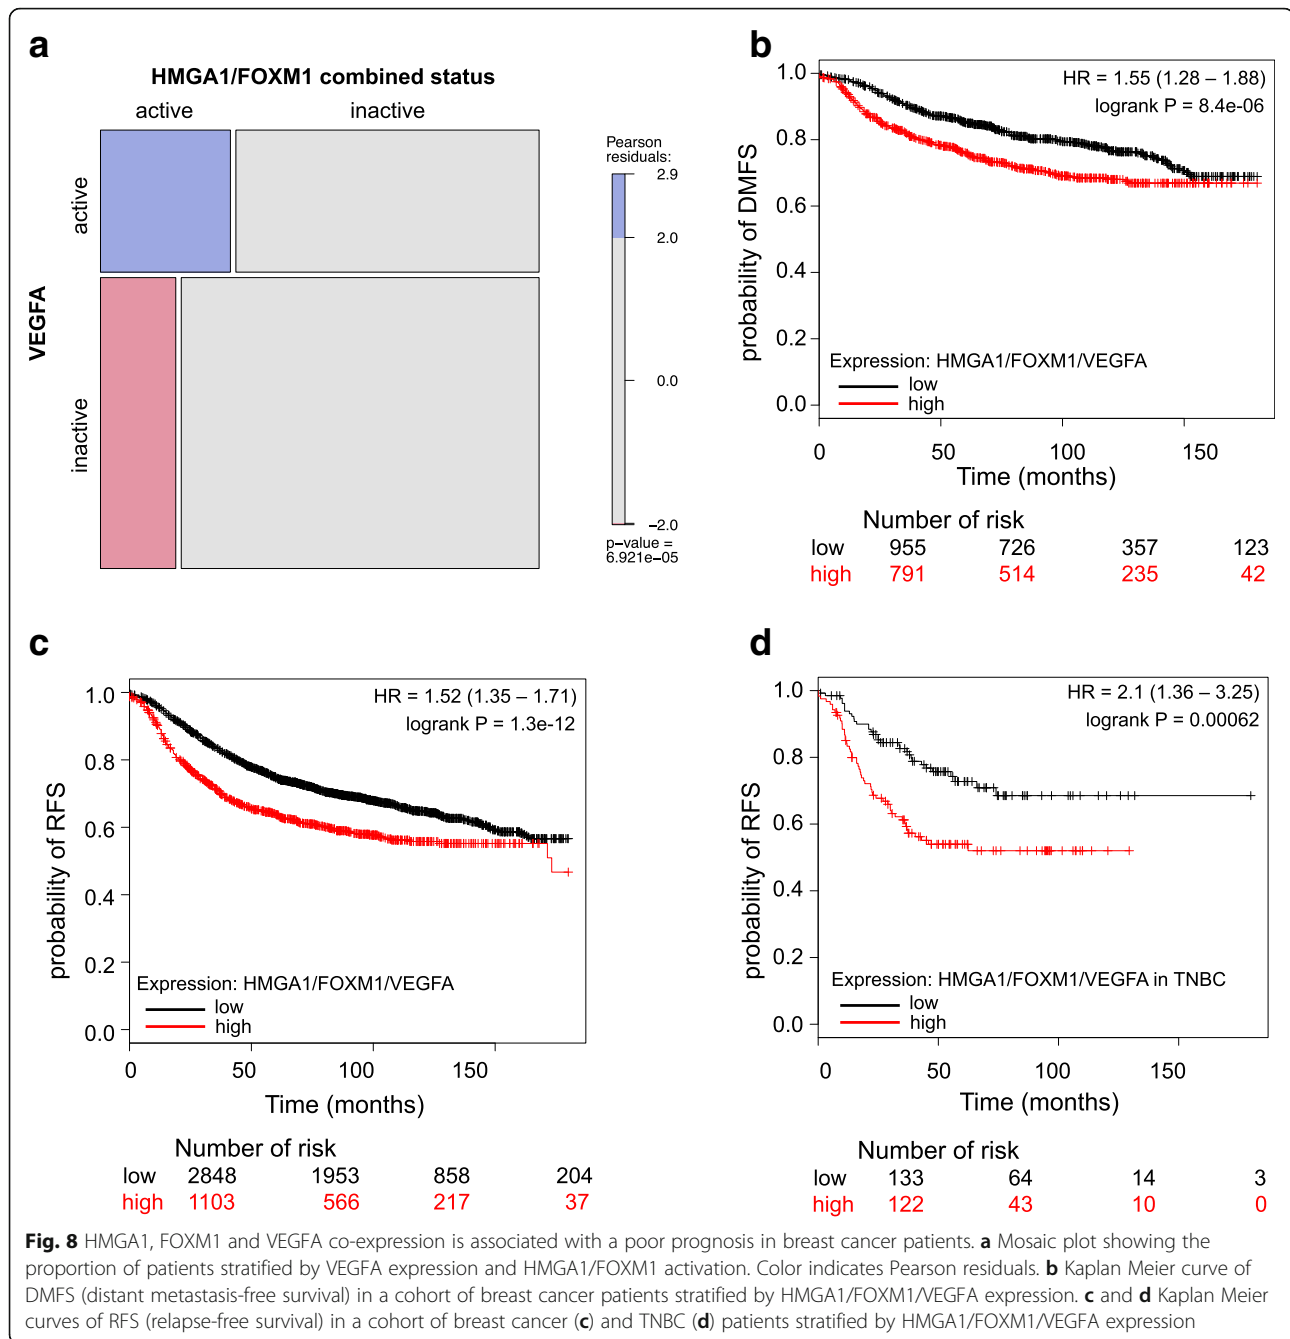 a
HMGA1/FOXM1 combined status
active inactive
VEGFA
active
inactive
Pearson
residuals:
2.9
2.0
0.0
−2.0
p−value =
6.921e−05
b
probability of DMFS
1.0
0.8
0.6
0.4
0.2
0.0
HR = 1.55 (1.28 – 1.88)
logrank P = 8.4e-06
Expression: HMGA1/FOXM1/VEGFA
low
high
0 50 100 150
Time (months)
Number of risk
low 955 726 357 123
high 791 514 235 42
c
probability of RFS
1.0
0.8
0.6
0.4
0.2
0.0
HR = 1.52 (1.35 – 1.71)
logrank P = 1.3e-12
Expression: HMGA1/FOXM1/VEGFA
low
high
0 50 100 150
Time (months)
Number of risk
low 2848 1953 858 204
high 1103 566 217 37
d
probability of RFS
1.0
0.8
0.6
0.4
0.2
0.0
HR = 2.1 (1.36 – 3.25)
logrank P = 0.00062
Expression: HMGA1/FOXM1/VEGFA in TNBC
low
high
0 50 100 150
Time (months)
Number of risk
low 133 64 14 3
high 122 43 10 0
Fig. 8 HMGA1, FOXM1 and VEGFA co-expression is associated with a poor prognosis in breast cancer patients. a Mosaic plot showing the
proportion of patients stratified by VEGFA expression and HMGA1/FOXM1 activation. Color indicates Pearson residuals. b Kaplan Meier curve of
DMFS (distant metastasis-free survival) in a cohort of breast cancer patients stratified by HMGA1/FOXM1/VEGFA expression. c and d Kaplan Meier
curves of RFS (relapse-free survival) in a cohort of breast cancer (c) and TNBC (d) patients stratified by HMGA1/FOXM1/VEGFA expression